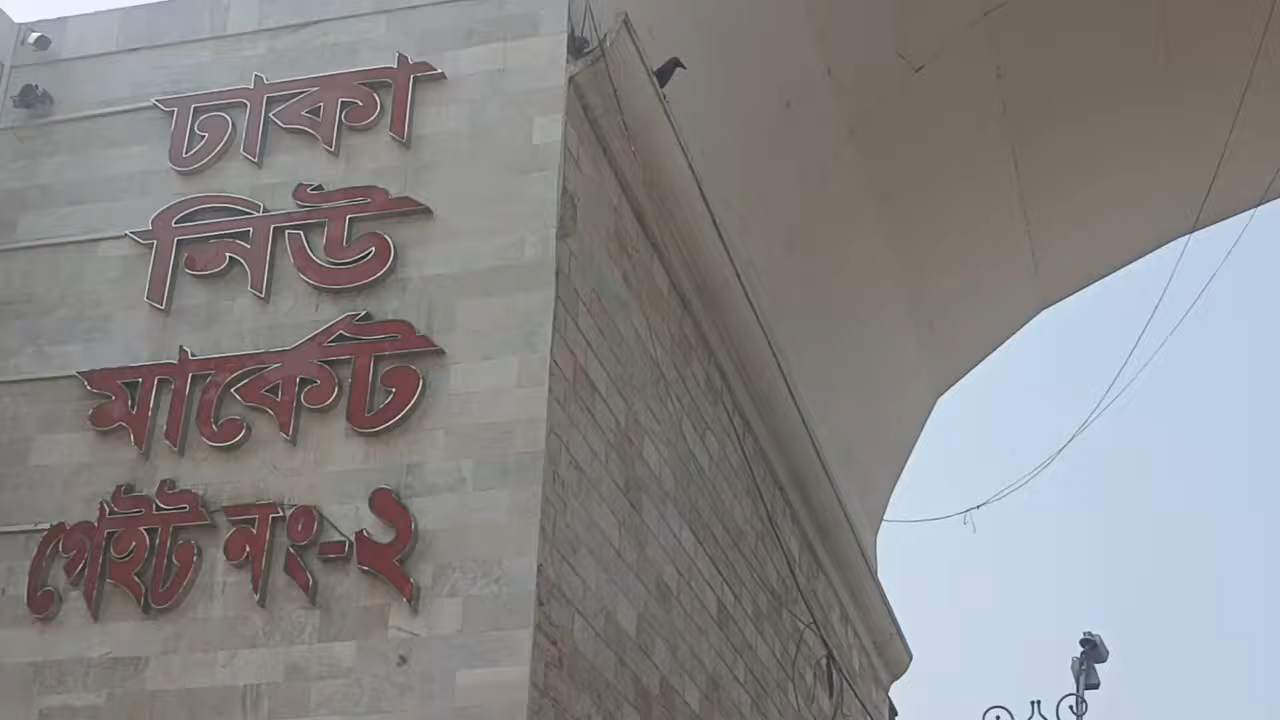 ঢাকা
নিউ
মার্কেট
গেইট নং-২